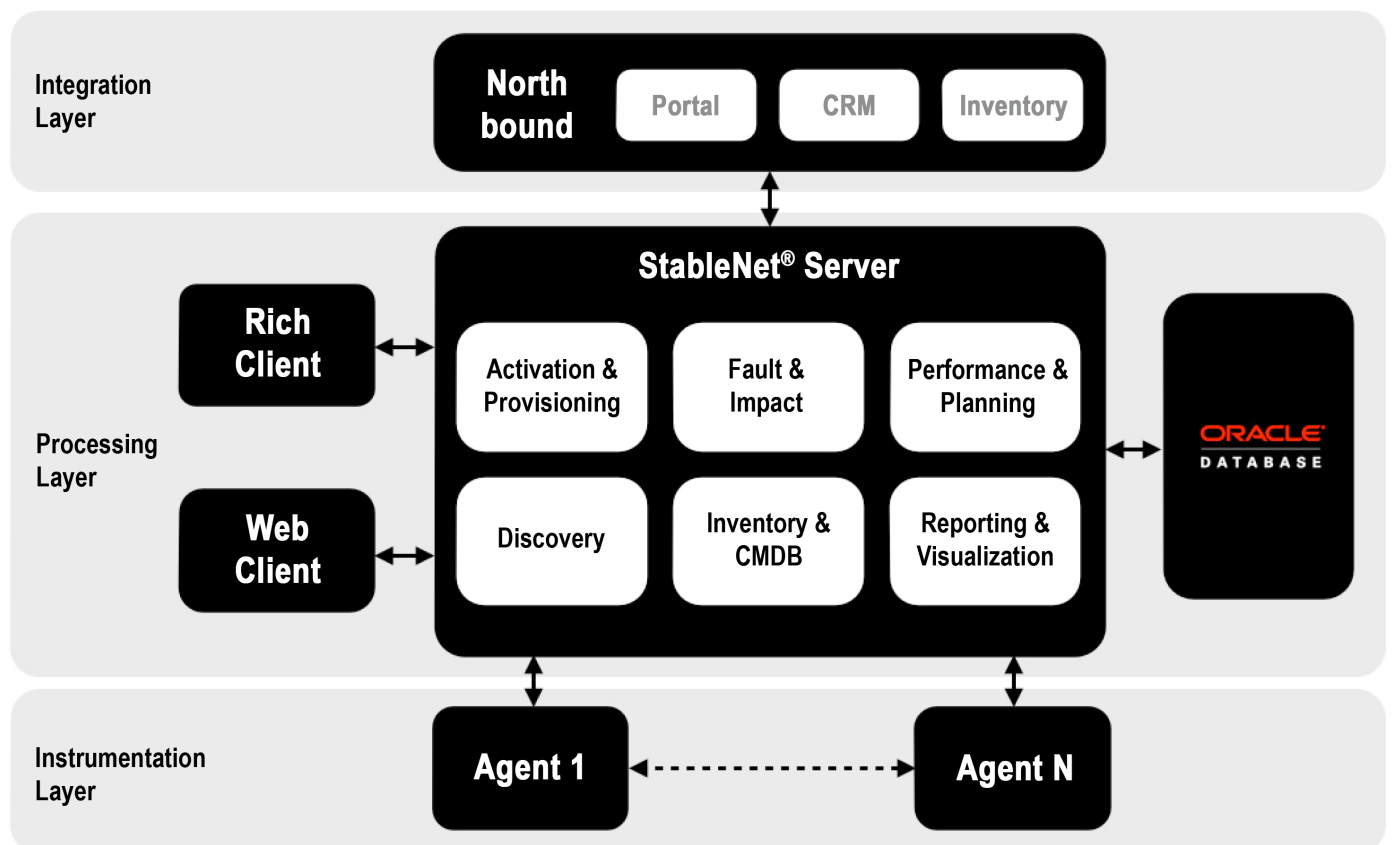 Integration
Layer
North
bound
Portal
CRM
Inventory
Processing
Layer
Rich
Client
Web
Client
StableNet® Server
Activation &
Provisioning
Fault &
Impact
Performance &
Planning
Discovery
Inventory &
CMDB
Reporting &
Visualization
ORACLE®
DATABASE
Instrumentation
Layer
Agent 1
Agent N